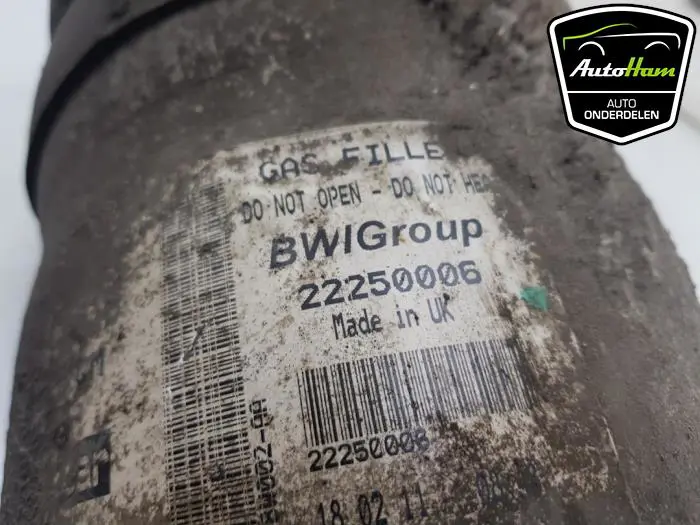 AutoHam
AUTO
ONDERDELEN
GAS FILLE
DO NOT OPEN - DO NOT HEA
BWIGroup
22250006
Made in UK
22250006
18 02 11